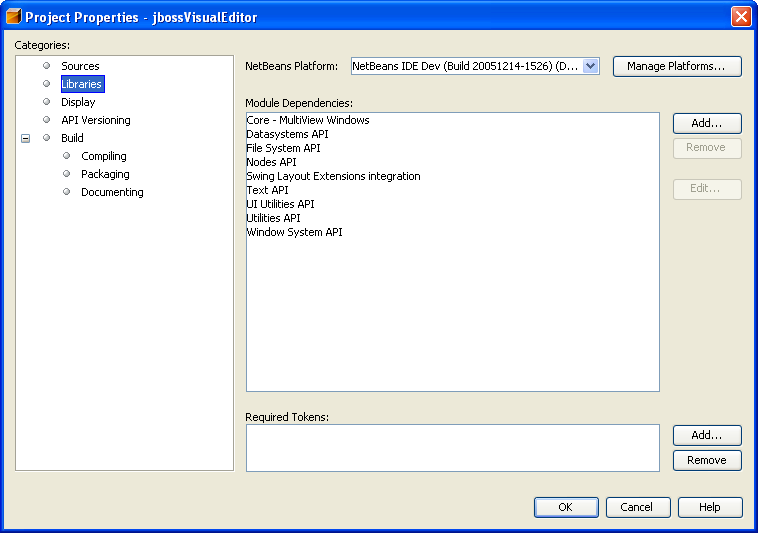 Project Properties - jbossVisualEditor
Categories:
Sources
Libraries
Display
API Versioning
Build
Compiling
Packaging
Documenting
NetBeans Platform: NetBeans IDE Dev (Build 20051214-1526) (D... Manage Platforms...
Module Dependencies:
Core - MultiView Windows
Datasystems API
File System API
Nodes API
Swing Layout Extensions integration
Text API
UI Utilities API
Utilities API
Window System API
Add...
Remove
Edit...
Required Tokens:
Add...
Remove
OK Cancel Help